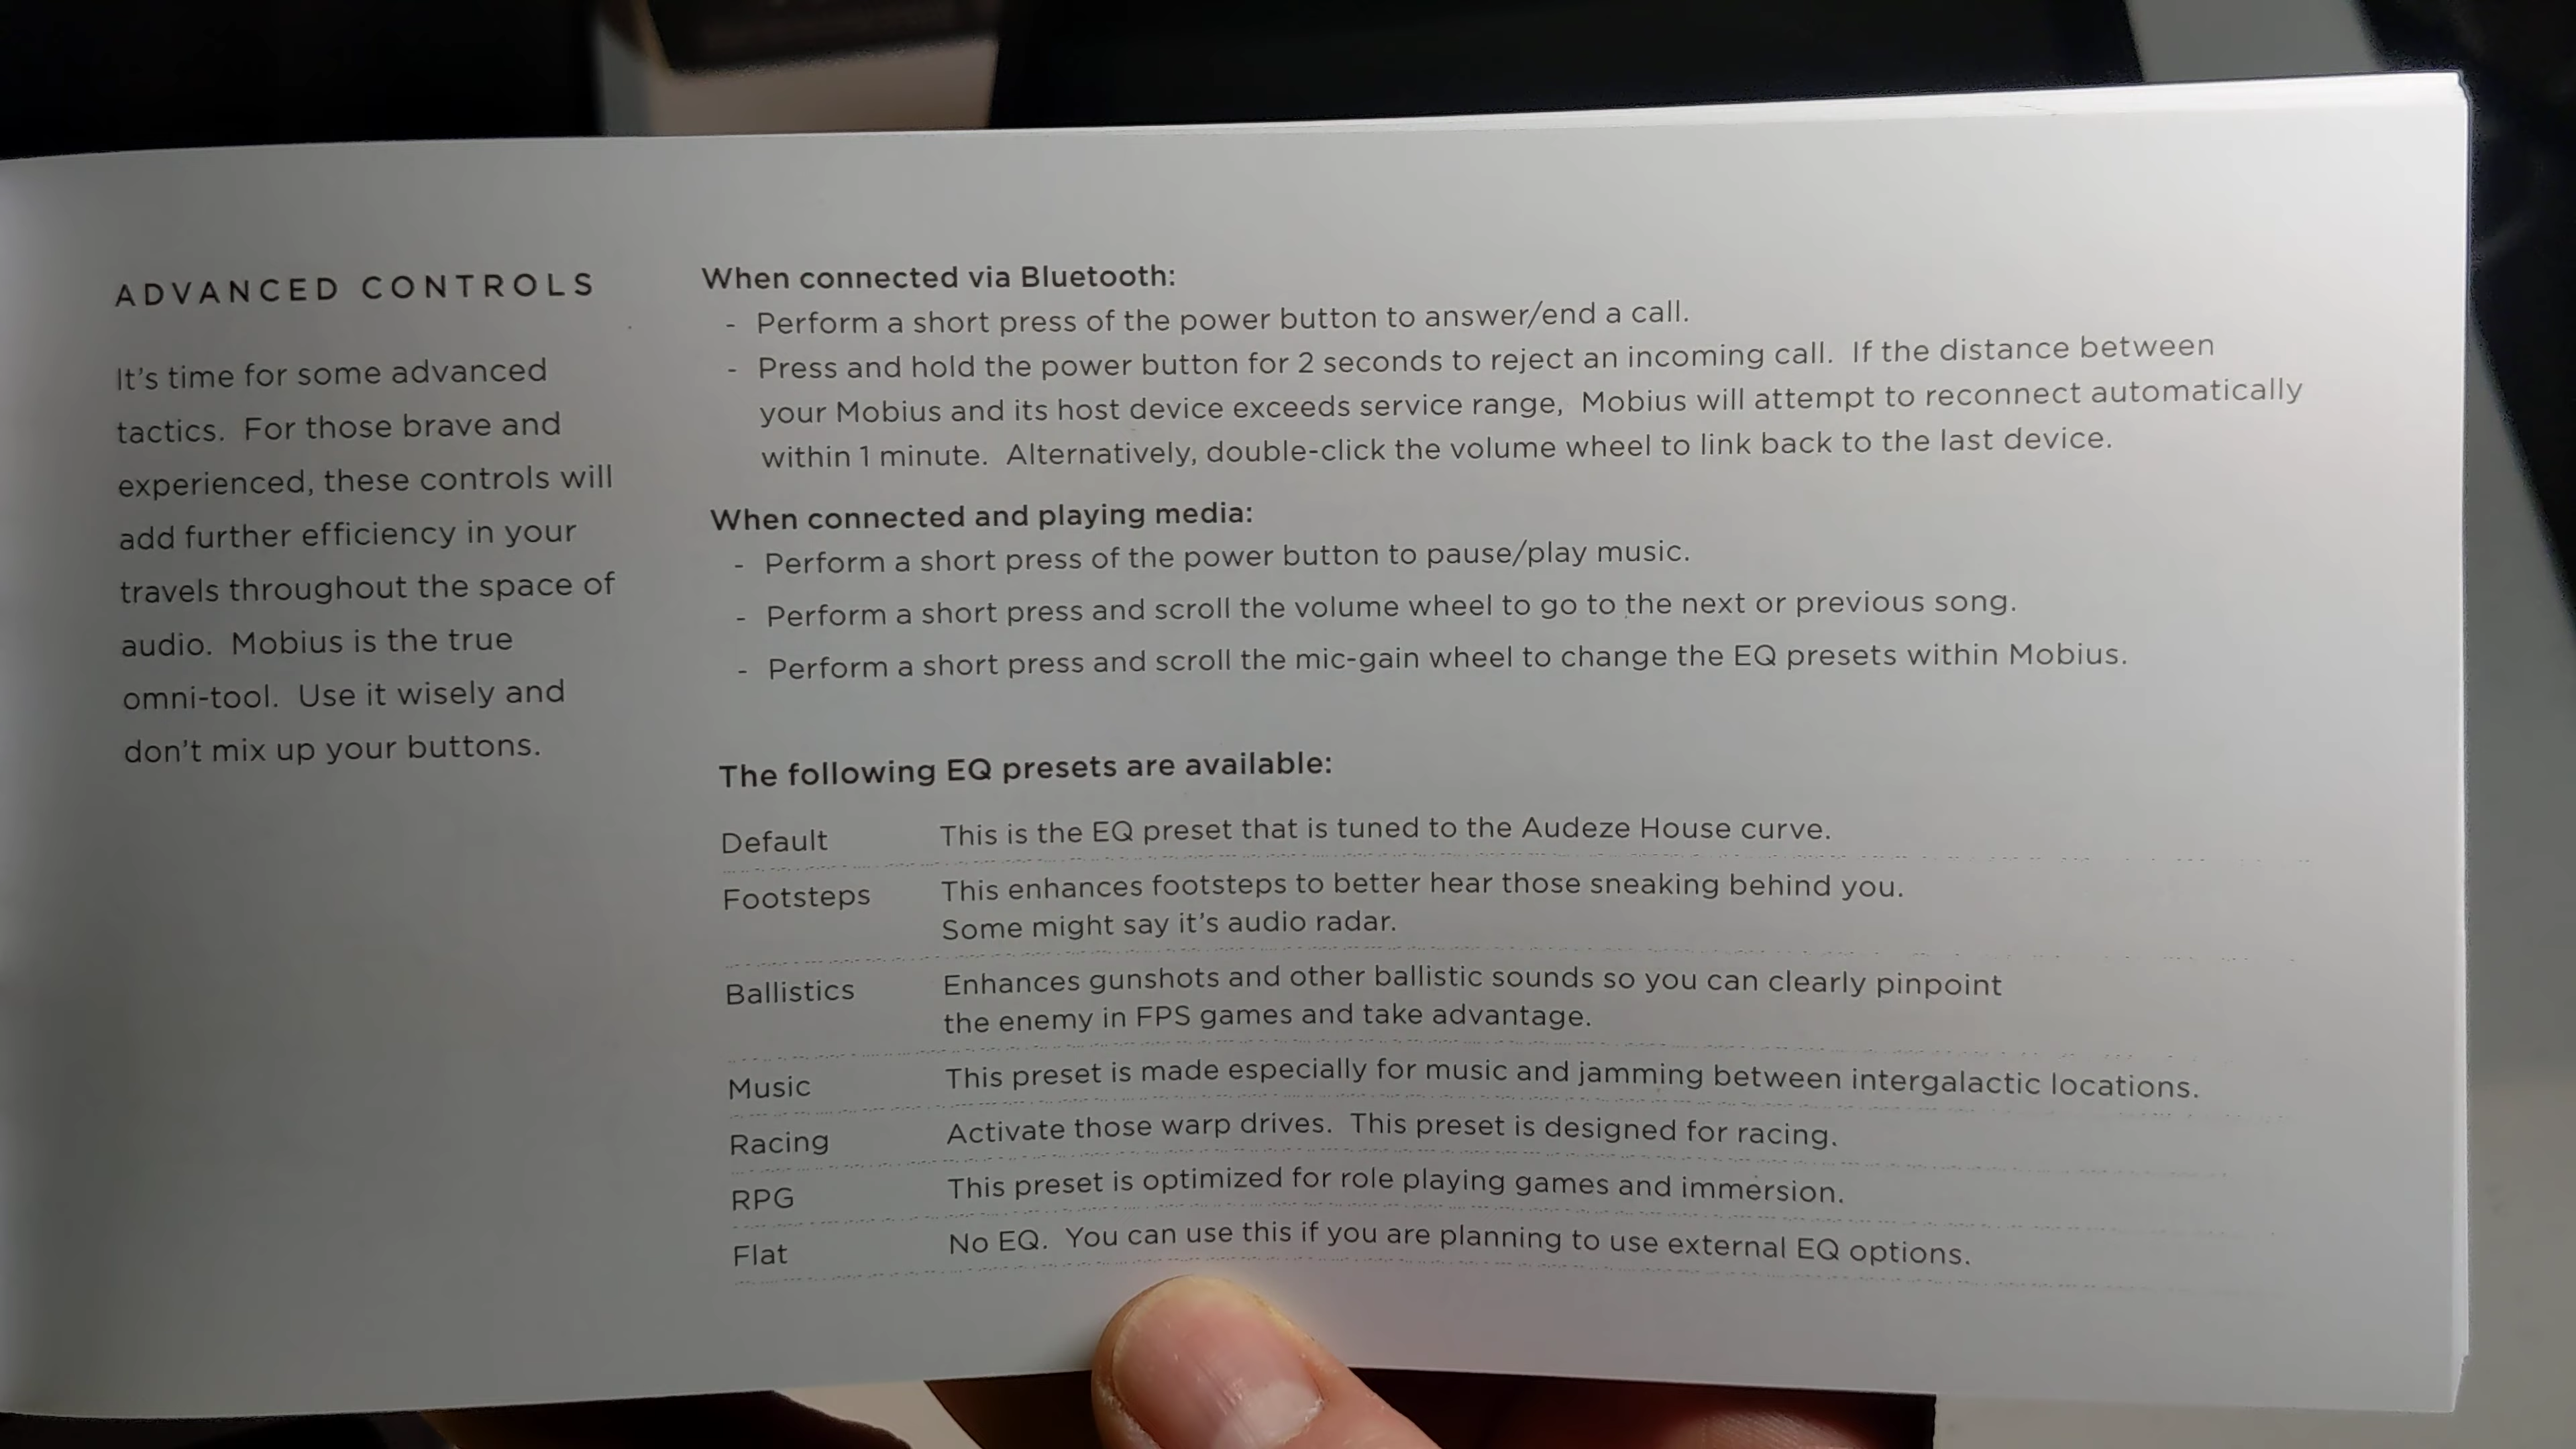 ADVANCED CONTROLS
It's time for some advanced
tactics. For those brave and
experienced, these controls will
add further efficiency in your
travels throughout the space of
audio. Mobius is the true
omni-tool. Use it wisely and
don't mix up your buttons.
When connected via Bluetooth:
- Perform a short press of the power button to answer/end a call.
- Press and hold the power button for 2 seconds to reject an incoming call. If the distance between
your Mobius and its host device exceeds service range, Mobius will attempt to reconnect automatically
within 1 minute. Alternatively, double-click the volume wheel to link back to the last device.
When connected and playing media:
- Perform a short press of the power button to pause/play music.
- Perform a short press and scroll the volume wheel to go to the next or previous song.
- Perform a short press and scroll the mic-gain wheel to change the EQ presets within Mobius.
The following EQ presets are available:
Default This is the EQ preset that is tuned to the Audeze House curve.
Footsteps This enhances footsteps to better hear those sneaking behind you.
Some might say it's audio radar.
Ballistics Enhances gunshots and other ballistic sounds so you can clearly pinpoint
the enemy in FPS games and take advantage.
Music This preset is made especially for music and jamming between intergalactic locations.
Racing Activate those warp drives. This preset is designed for racing.
RPG This preset is optimized for role playing games and immersion.
Flat No EQ. You can use this if you are planning to use external EQ options.